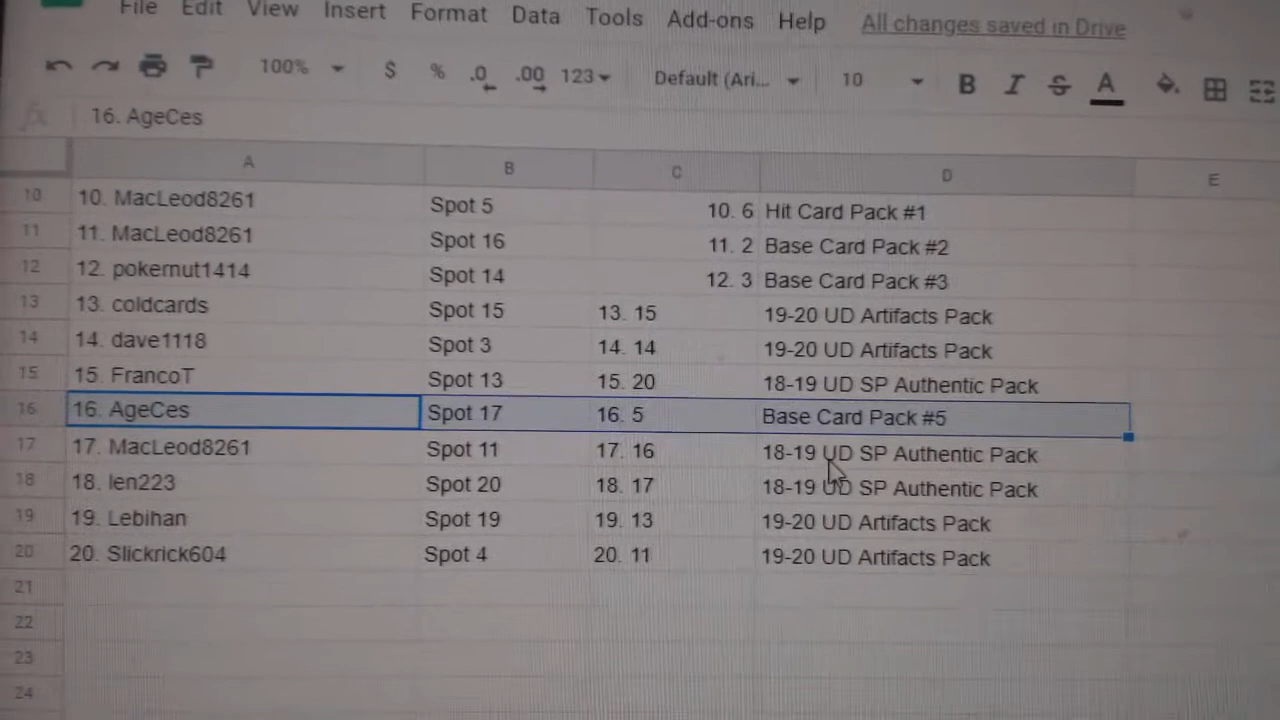 File Edit View Insert Format Data Tools Add-ons Help All changes saved in Drive
100% $ % .0 .00 123 Default (Ari... 10 B I S A
fx 16. AgeCes
A B C D E
10 10. MacLeod8261 Spot 5 10. 6 Hit Card Pack #1
11 11. MacLeod8261 Spot 16 11. 2 Base Card Pack #2
12 12. pokernut1414 Spot 14 12. 3 Base Card Pack #3
13 13. coldcards Spot 15 13. 15 19-20 UD Artifacts Pack
14 14. dave1118 Spot 3 14. 14 19-20 UD Artifacts Pack
15 15. FrancoT Spot 13 15. 20 18-19 UD SP Authentic Pack
16 16. AgeCes Spot 17 16. 5 Base Card Pack #5
17 17. MacLeod8261 Spot 11 17. 16 18-19 UD SP Authentic Pack
18 18. len223 Spot 20 18. 17 18-19 UD SP Authentic Pack
19 19. Lebihan Spot 19 19. 13 19-20 UD Artifacts Pack
20 20. Slickrick604 Spot 4 20. 11 19-20 UD Artifacts Pack
21
22
23
24